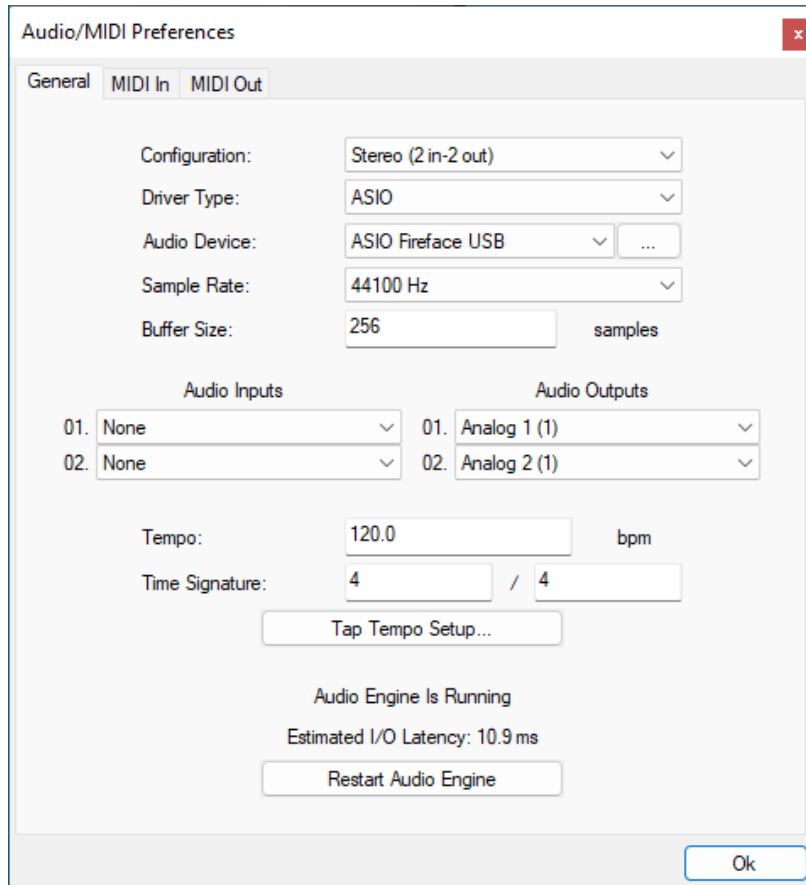 Audio/MIDI Preferences x
General MIDI In MIDI Out
Configuration: Stereo (2 in-2 out)
Driver Type: ASIO
Audio Device: ASIO Fireface USB ...
Sample Rate: 44100 Hz
Buffer Size: 256 samples
Audio Inputs Audio Outputs
01. None 01. Analog 1 (1)
02. None 02. Analog 2 (1)
Tempo: 120.0 bpm
Time Signature: 4 / 4
Tap Tempo Setup...
Audio Engine Is Running
Estimated I/O Latency: 10.9 ms
Restart Audio Engine
Ok